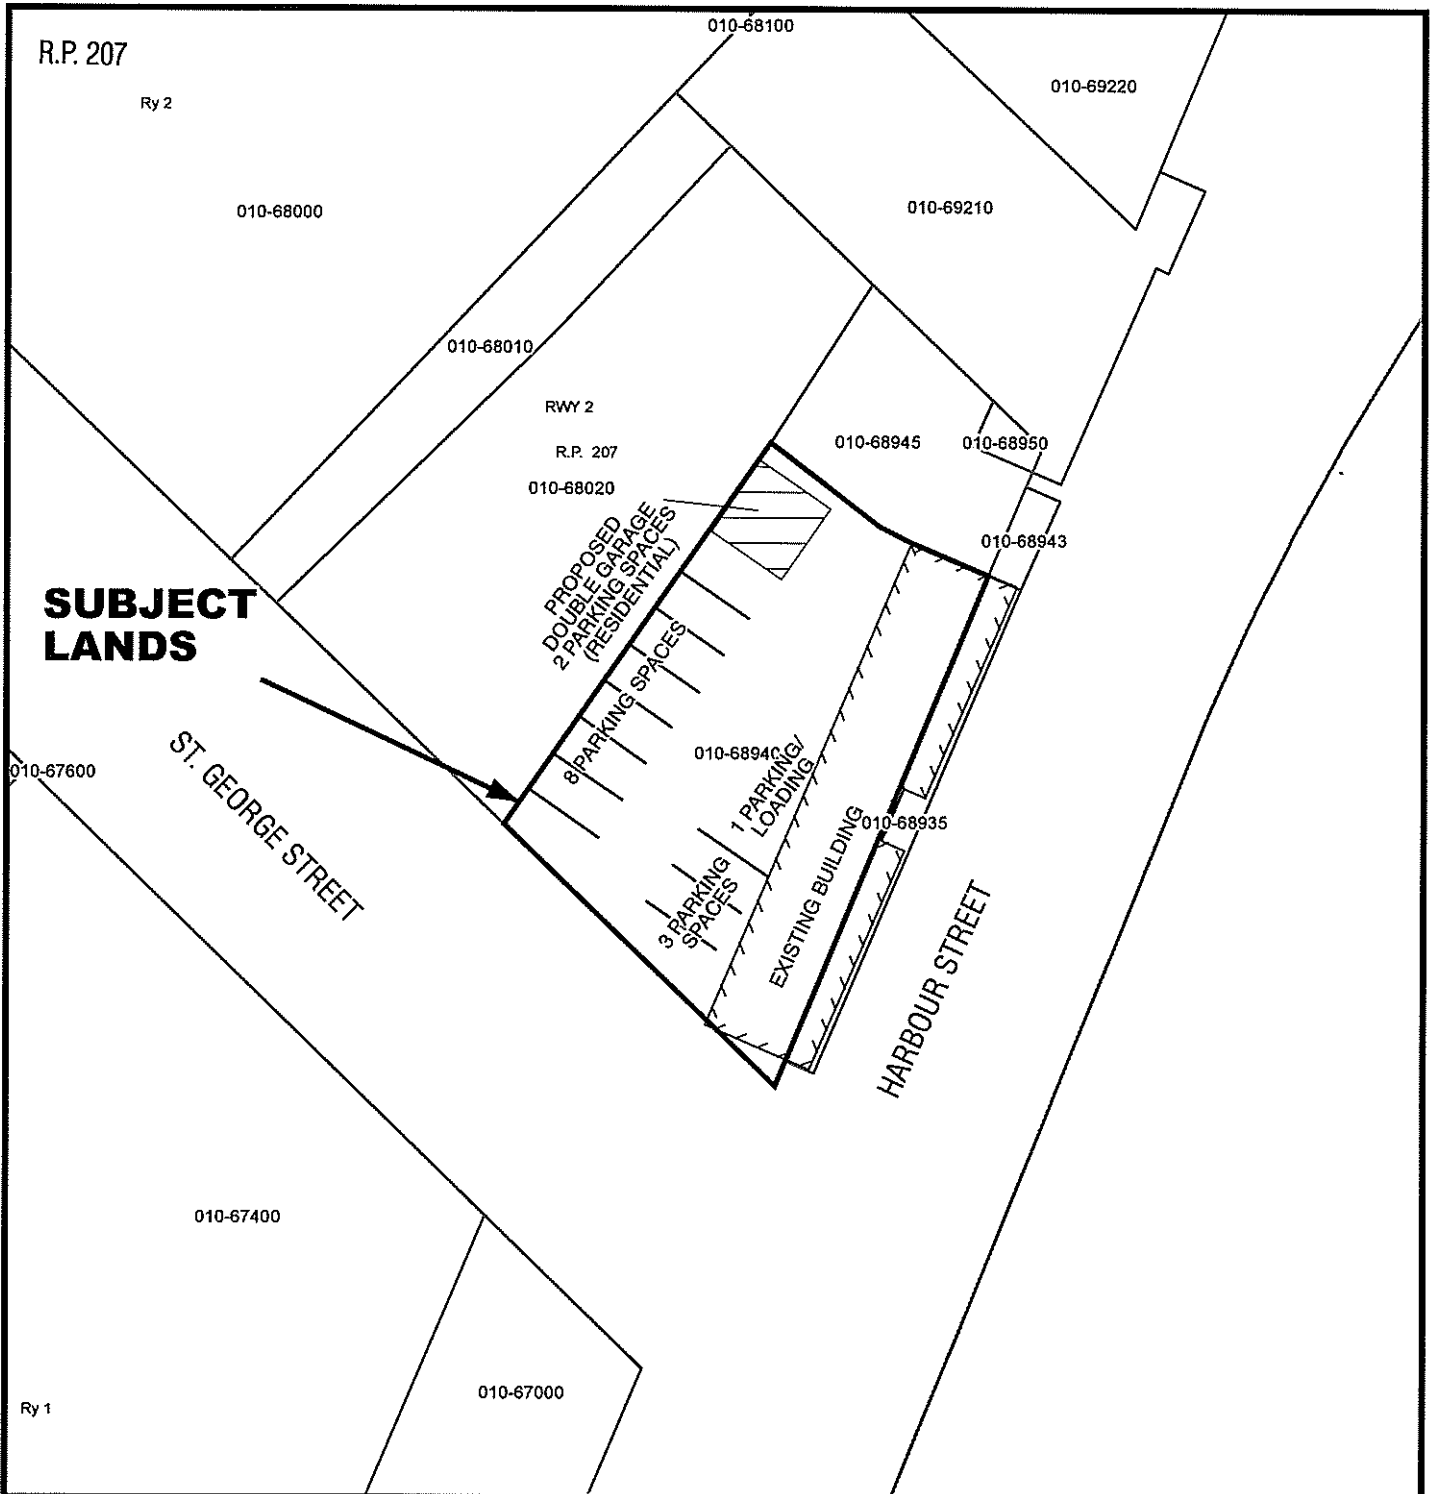 R.P. 207
010-68100
Ry 2
010-69220
010-68000
010-69210
010-68010
RWY 2
R.P. 207
010-68020
010-68945
010-68950
010-68943
PROPOSED
DOUBLE GARAGE
2 PARKING SPACES
(RESIDENTIAL)
SUBJECT
LANDS
8 PARKING SPACES
010-68940
1 PARKING/
LOADING
010-67600
ST. GEORGE STREET
010-68935
EXISTING BUILDING
3 PARKING
SPACES
HARBOUR STREET
010-67400
010-67000
Ry 1